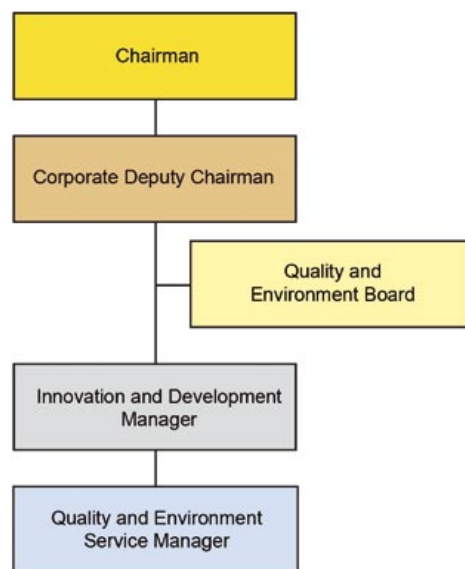 Chairman
Corporate Deputy Chairman
Quality and
Environment Board
Innovation and Development
Manager
Quality and Environment
Service Manager